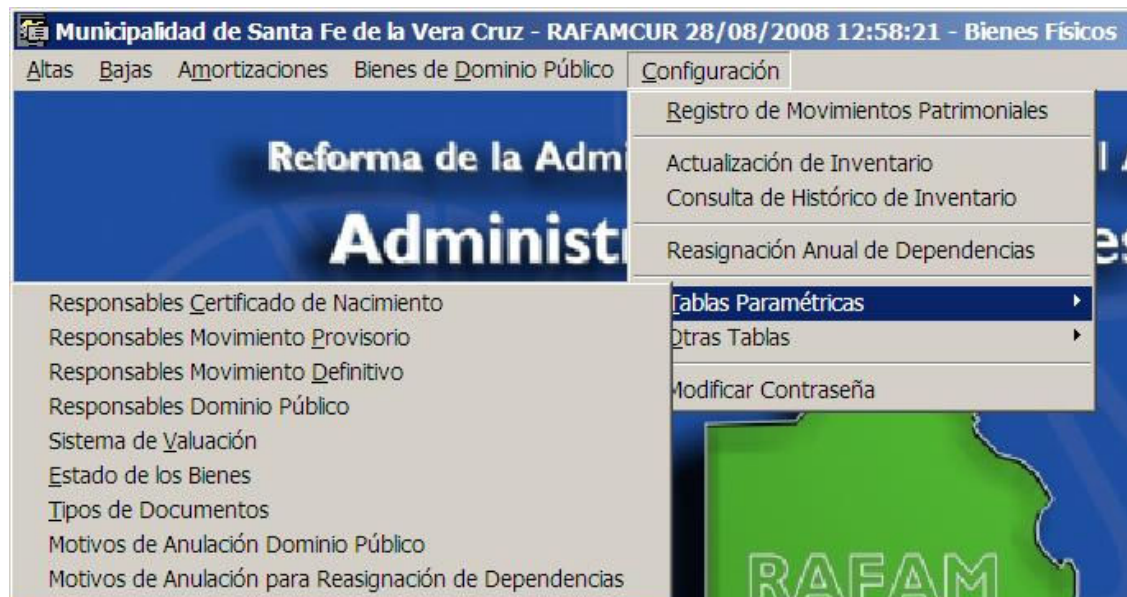 Municipalidad de Santa Fe de la Vera Cruz - RAFAMCUR 28/08/2008 12:58:21 - Bienes Físicos
Altas Bajas Amortizaciones Bienes de Dominio Público Configuración
Registro de Movimientos Patrimoniales
Actualización de Inventario
Consulta de Histórico de Inventario
Reasignación Anual de Dependencias
Tablas Paramétricas
Otras Tablas
Modificar Contraseña
Reforma de la Admi
Administ
es
Responsables Certificado de Nacimiento
Responsables Movimiento Provisorio
Responsables Movimiento Definitivo
Responsables Dominio Público
Sistema de Valuación
Estado de los Bienes
Tipos de Documentos
Motivos de Anulación Dominio Público
Motivos de Anulación para Reasignación de Dependencias
RAFAM